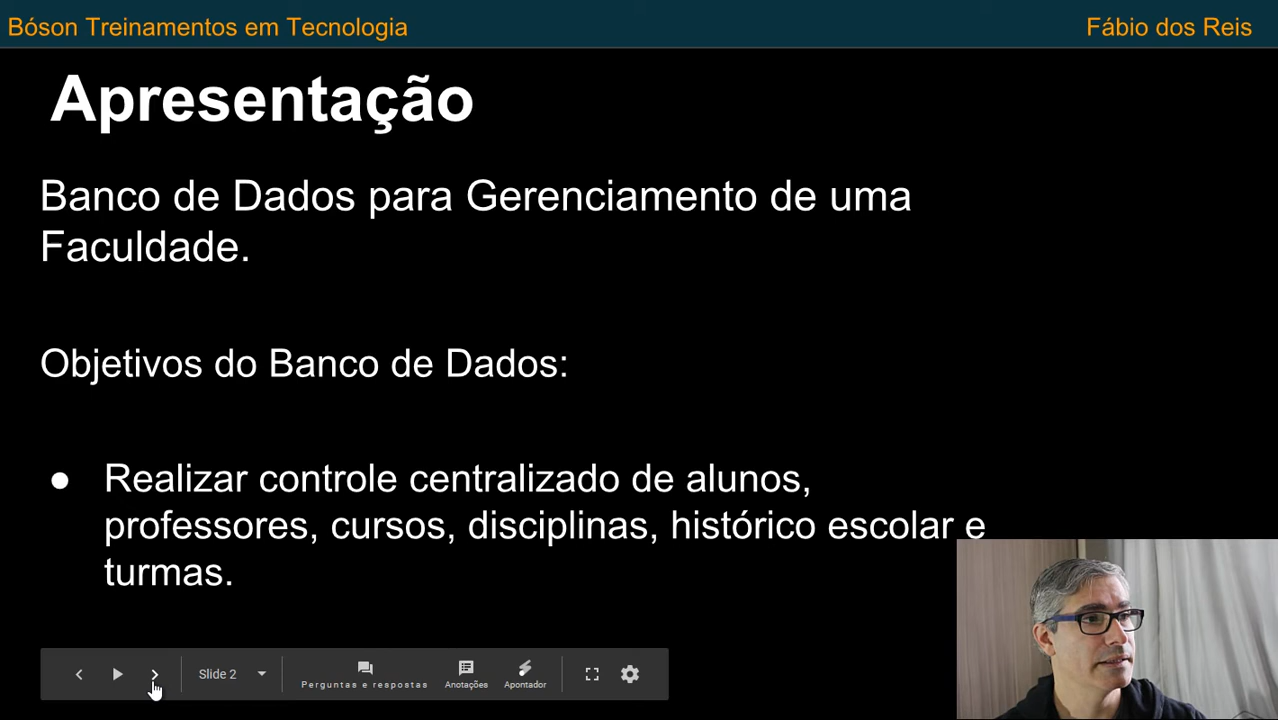 Bóson Treinamentos em Tecnologia
Fábio dos Reis
Apresentação
Banco de Dados para Gerenciamento de uma
Faculdade.
Objetivos do Banco de Dados:
● Realizar controle centralizado de alunos,
professores, cursos, disciplinas, histórico escolar e
turmas.
Slide 2
Perguntas e respostas
Anotações
Apontador